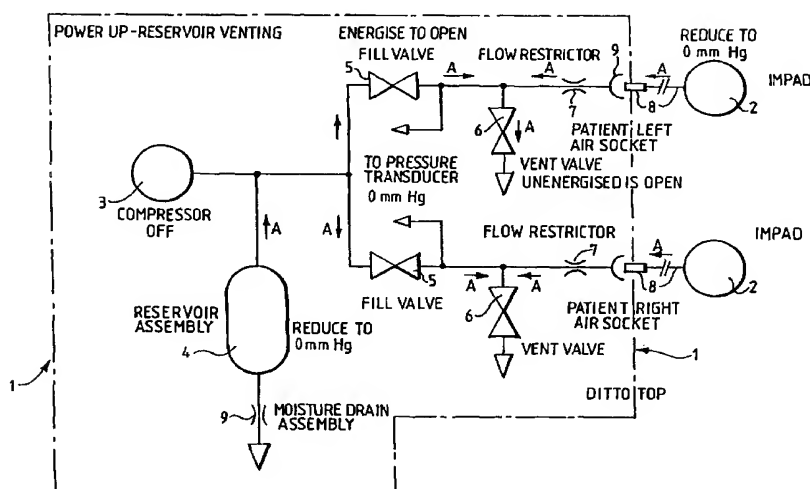 POWER UP-RESERVOIR VENTING
ENERGISE TO OPEN
FILL VALVE
5
A
FLOW RESTRICTOR
A
9
REDUCE TO
0 mm Hg
A
IMPAD
7
8
2
6
A
PATIENT LEFT
AIR SOCKET
VENT VALVE
UNENERGISED IS OPEN
TO PRESSURE
TRANSDUCER
0 mm Hg
3
COMPRESSOR
OFF
A
A
FLOW RESTRICTOR
7
IMPAD
A
5
A
A
8
2
FILL VALVE
6
PATIENT RIGHT
AIR SOCKET
VENT VALVE
RESERVOIR
ASSEMBLY
4
REDUCE TO
0 mm Hg
1
1
DITTO TOP
9
MOISTURE DRAIN
ASSEMBLY